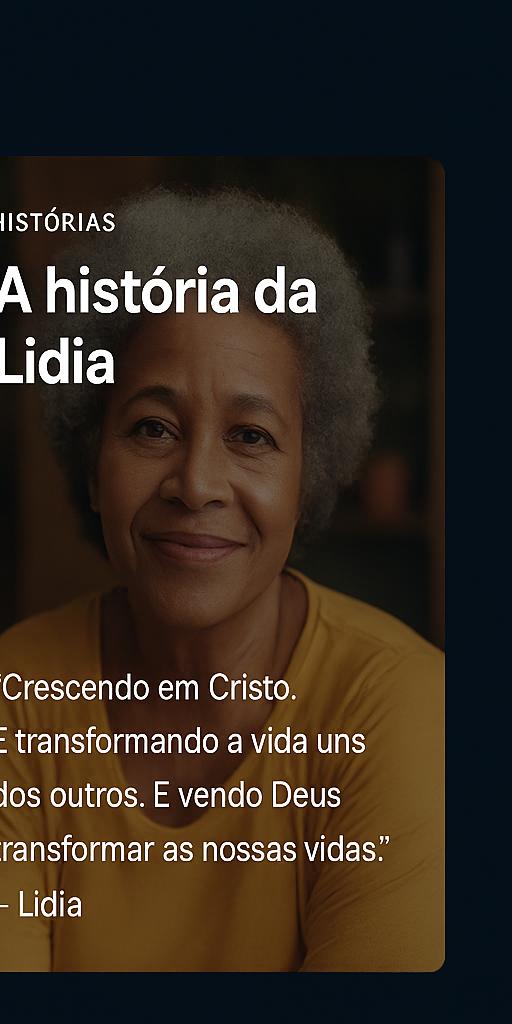 HISTÓRIAS
A história da
Lidia
“Crescendo em Cristo.
E transformando a vida uns
dos outros. E vendo Deus
transformar as nossas vidas.”
– Lidia